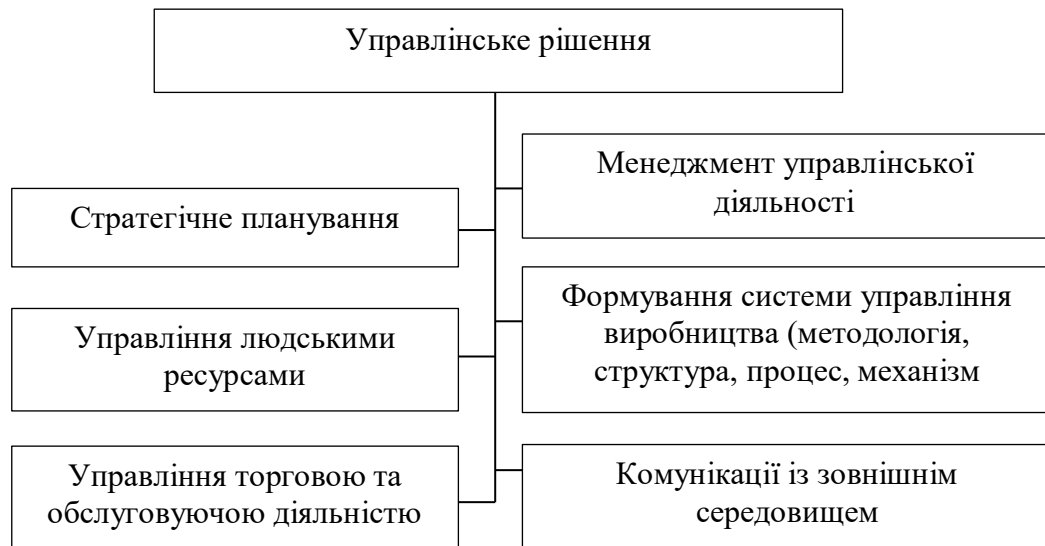 Управлінське рішення
Менеджмент управлінської
діяльності
Стратегічне планування
Формування системи управління
виробництва (методологія,
структура, процес, механізм
Управління людськими
ресурсами
Управління торговою та
обслуговуючою діяльністю
Комунікації із зовнішнім
середовищем